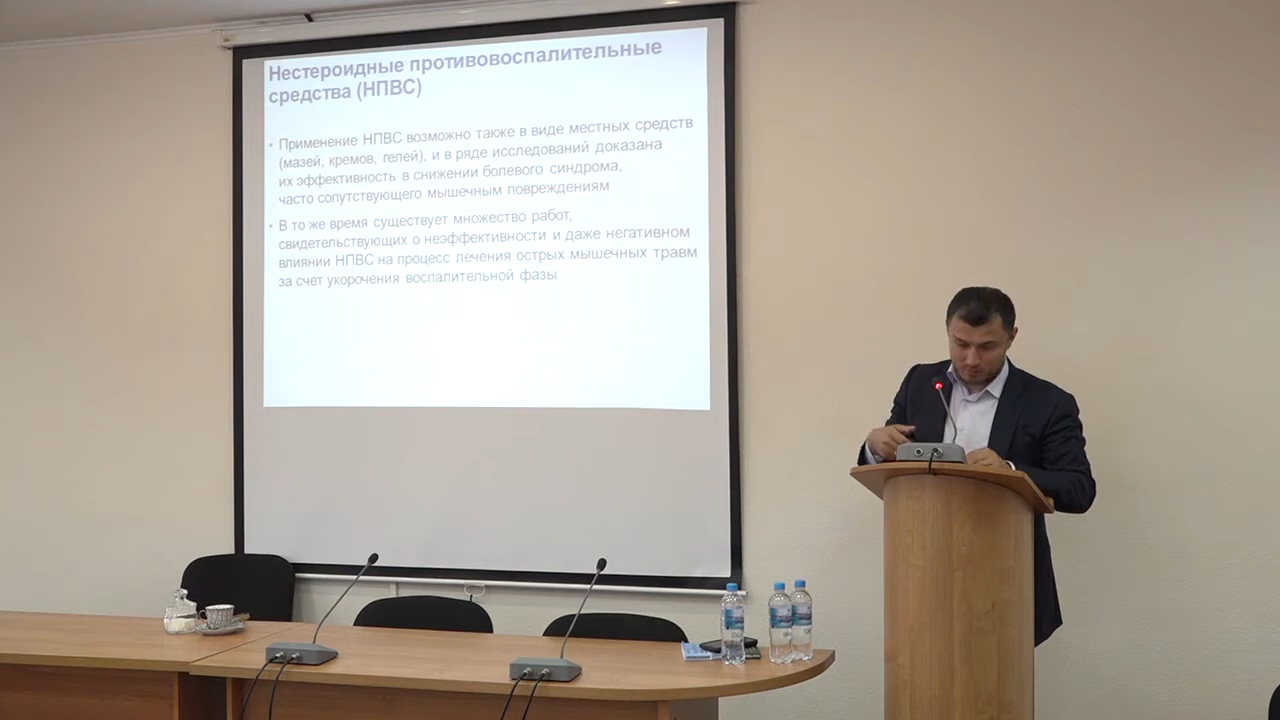 Нестероидные противовоспалительные
средства (НПВС)
• Применение НПВС возможно также в виде местных средств
(мазей, кремов, гелей), и в ряде исследований доказана
их эффективность в снижении болевого синдрома,
часто сопутствующего мышечным повреждениям
• В то же время существует множество работ,
свидетельствующих о неэффективности и даже негативном
влиянии НПВС на процесс лечения острых мышечных травм
за счет укорочения воспалительной фазы